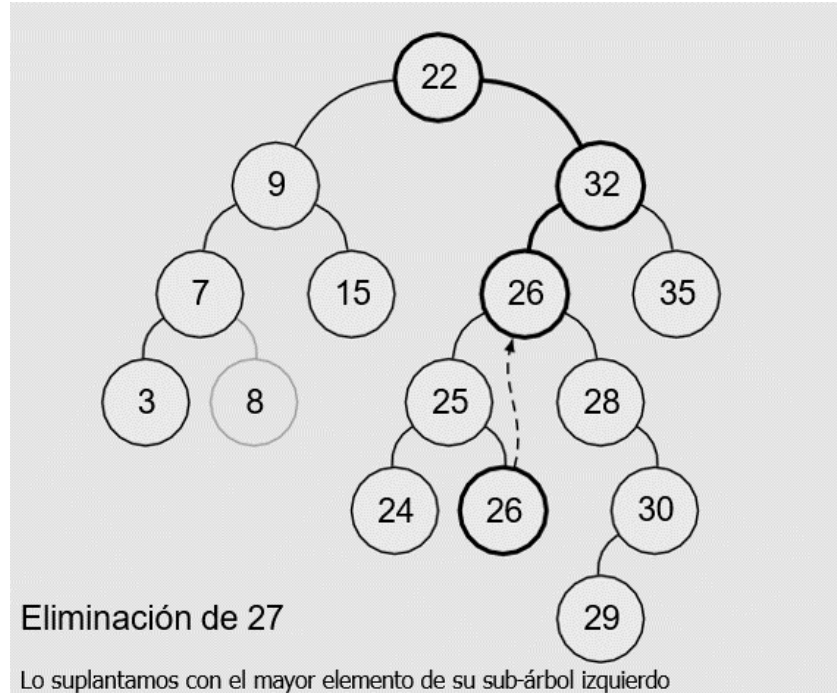 22
9 32
7 15 26 35
3 8 25 28
24 26 30
29
Eliminación de 27
Lo suplantamos con el mayor elemento de su sub-árbol izquierdo